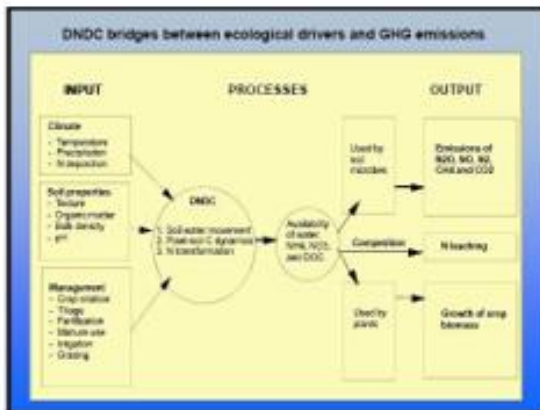 DNDC bridges between ecological drivers and GHG emissions
INPUT
PROCESSES
OUTPUT
Climate
- Temperature
- Precipitation
- N deposition
Soil properties
- Texture
- Organic matter
- Bulk density
- pH
Management
- Crop rotation
- Tillage
- Fertilization
- Manure use
- Irrigation
- Grazing
DNDC
1. Soil water movement
2. Plant-soil C dynamics
3. N transformation
Availability
of water,
NH4, NO3,
and DOC
Used by
soil
microbes
Competition
Used by
plants
Emissions of
N2O, NO, N2,
CH4 and CO2
N leaching
Growth of crop
biomass